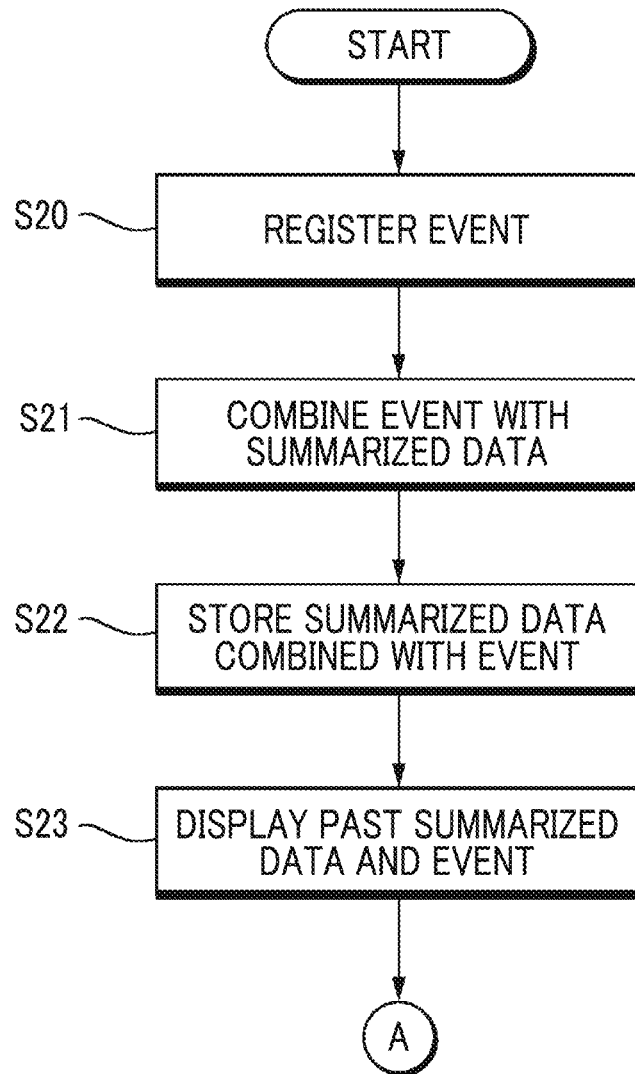 START
S20
REGISTER EVENT
S21
COMBINE EVENT WITH
SUMMARIZED DATA
S22
STORE SUMMARIZED DATA
COMBINED WITH EVENT
S23
DISPLAY PAST SUMMARIZED
DATA AND EVENT
A